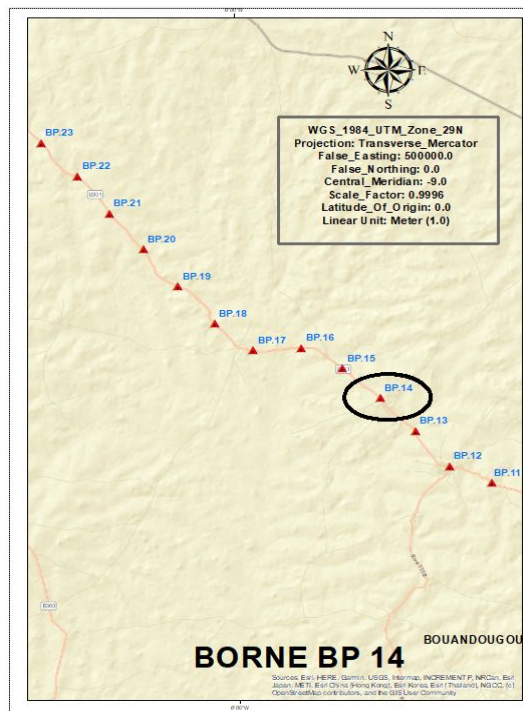 N
W E
S
WGS_1984_UTM_Zone_29N
Projection: Transverse_Mercator
False_Easting: 500000.0
False_Northing: 0.0
Central_Meridian: -9.0
Scale_Factor: 0.9996
Latitude_Of_Origin: 0.0
Linear Unit: Meter (1.0)
BP.23
BP.22
BP.21
BP.20
BP.19
BP.18
BP.17
BP.16
BP.15
BP.14
BP.13
BP.12
BP.11
BOUANDOUGOU
BORNE BP 14
Sources: Esri, HERE, Garmin, USGS, Intermap, INCREMENT P, NRCan, Esri
Japan, METI, Esri China (Hong Kong), Esri Korea, Esri (Thailand), NGCC, (c)
OpenStreetMap contributors, and the GIS User Community